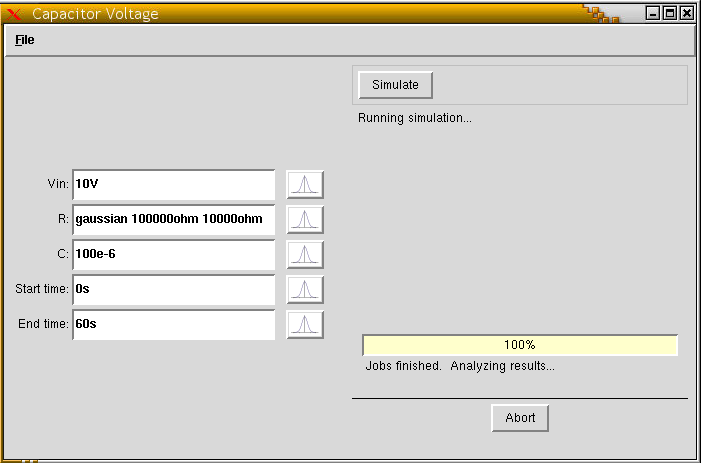 Capacitor Voltage
File
Simulate
Running simulation...
Vin: 10V
R: gaussian 100000ohm 10000ohm
C: 100e-6
Start time: 0s
End time: 60s
100%
Jobs finished. Analyzing results...
Abort